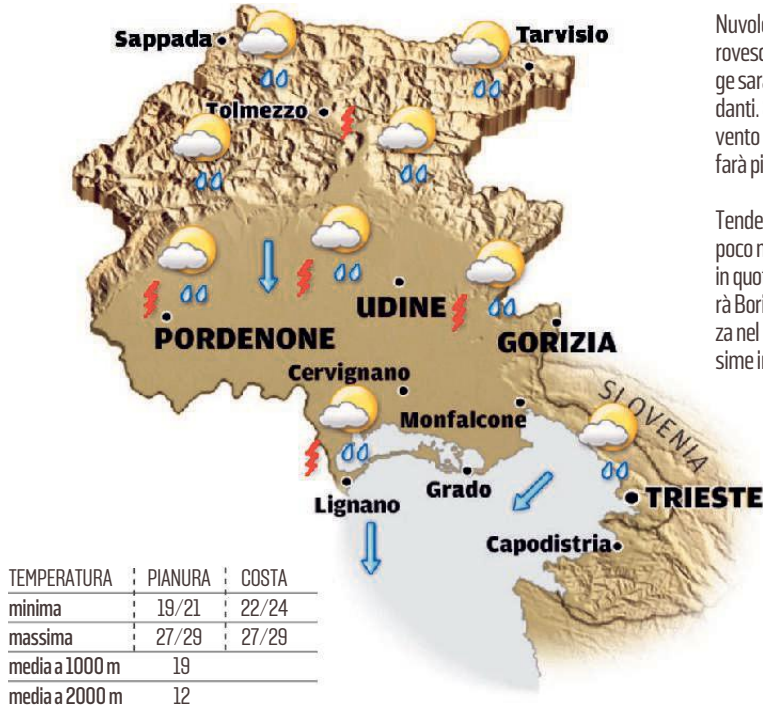 Sappada
Tarvisio
Tolmezzo
UDINE
PORDENONE
GORIZIA
Cervignano
Monfalcone
SLOVENIA
Lignano
Grado
TRIESTE
Capodistria
TEMPERATURA PIANURA COSTA
minima 19/21 22/24
massima 27/29 27/29
media a 1000 m 19
media a 2000 m 12
Nuvolo
rovesc
ge sar
danti.
vento
farà pi
Tende
poco n
in quot
rà Bori
za nel
sime in